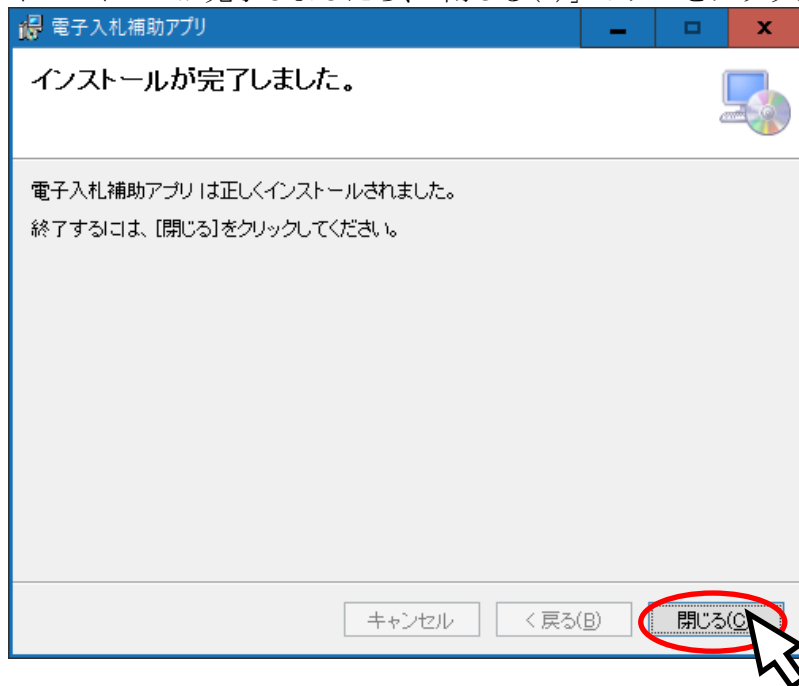 電子入札補助アプリ
インストールが完了しました。
電子入札補助アプリ は正しくインストールされました。
終了するには、[閉じる]をクリックしてください。
キャンセル
< 戻る(B)
閉じる(C)